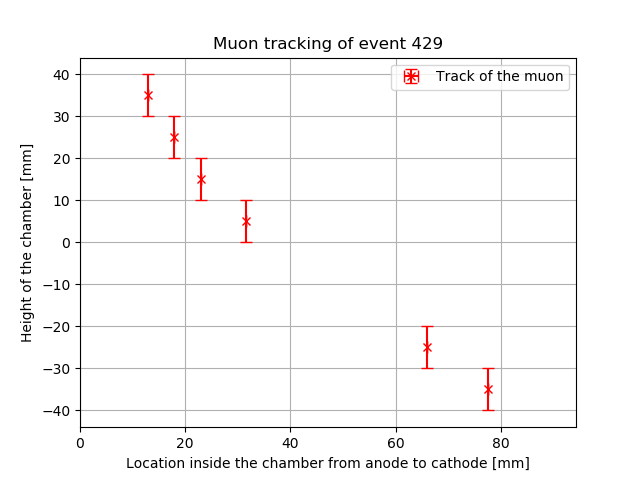 Muon tracking of event 429
Track of the muon
40
30
20
10
0
−10
−20
−30
−40
Height of the chamber [mm]
0 20 40 60 80
Location inside the chamber from anode to cathode [mm]